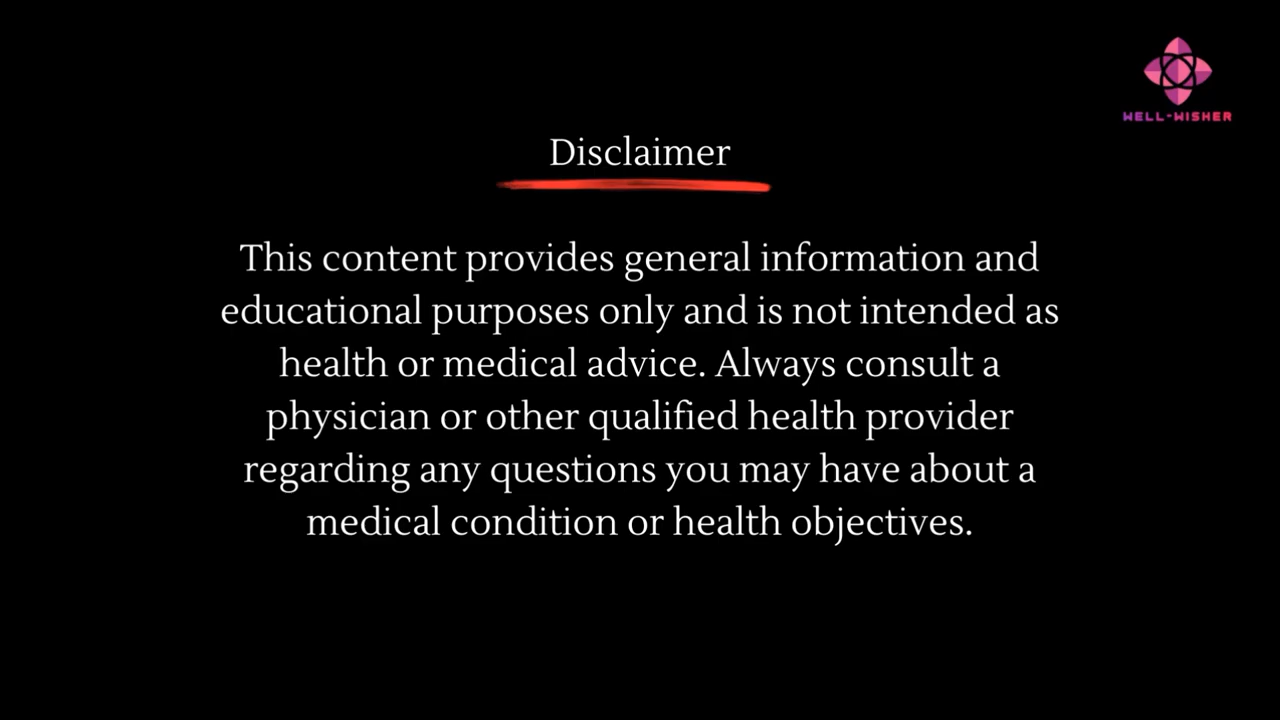 WELL-WISHER
Disclaimer
This content provides general information and
educational purposes only and is not intended as
health or medical advice. Always consult a
physician or other qualified health provider
regarding any questions you may have about a
medical condition or health objectives.